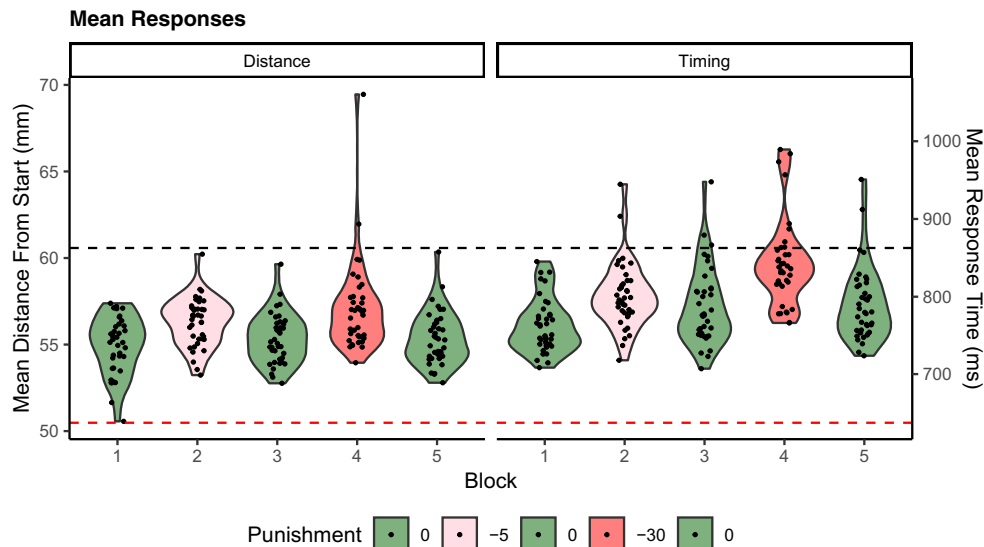 Mean Responses
Distance
Timing
Mean Distance From Start (mm)
70
65
60
55
50
1 2 3 4 5
1 2 3 4 5
1000
900
800
700
Mean Response Time (ms)
Block
Punishment 0 −5 0 −30 0